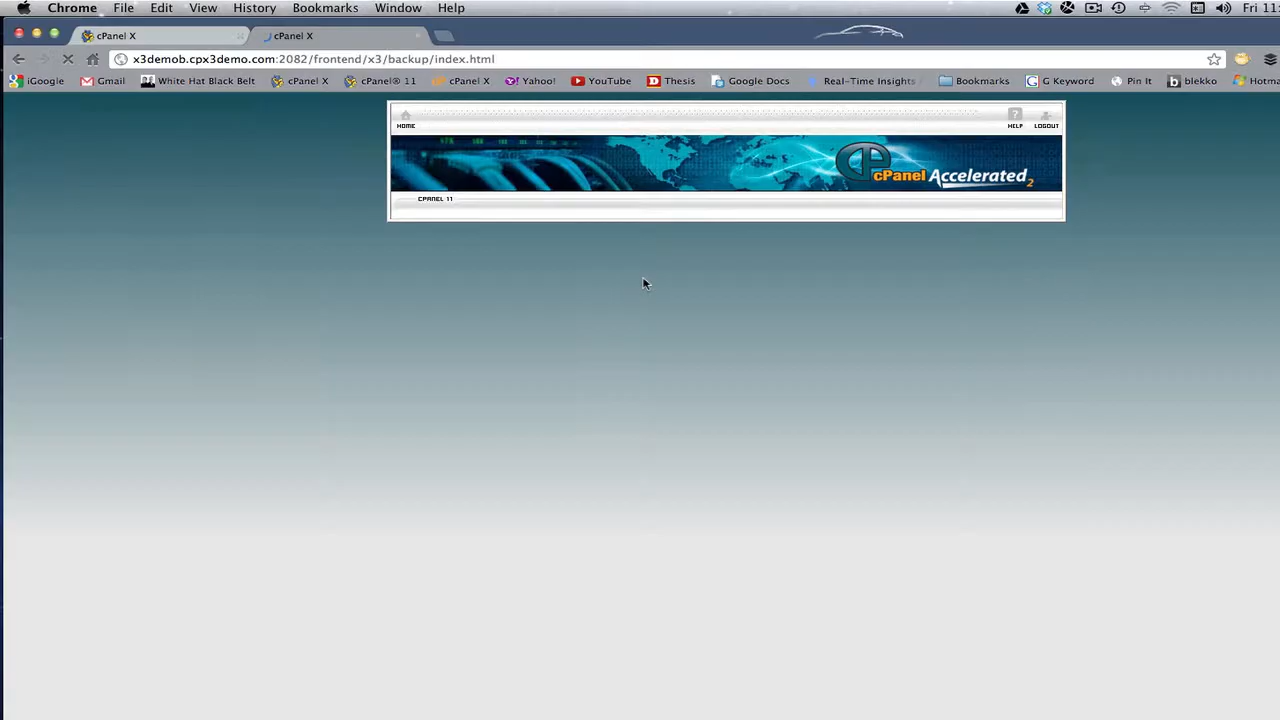 Chrome File Edit View History Bookmarks Window Help Fri 11:
cPanel X cPanel X
x3demob.cpx3demo.com:2082/frontend/x3/backup/index.html
iGoogle Gmail White Hat Black Belt cPanel X cPanel® 11 cPanel X Yahoo! YouTube Thesis Google Docs Real-Time Insights Bookmarks G Keyword Pin It blekko Hotma
HOME HELP LOGOUT
cPanel Accelerated2
CPANEL 11